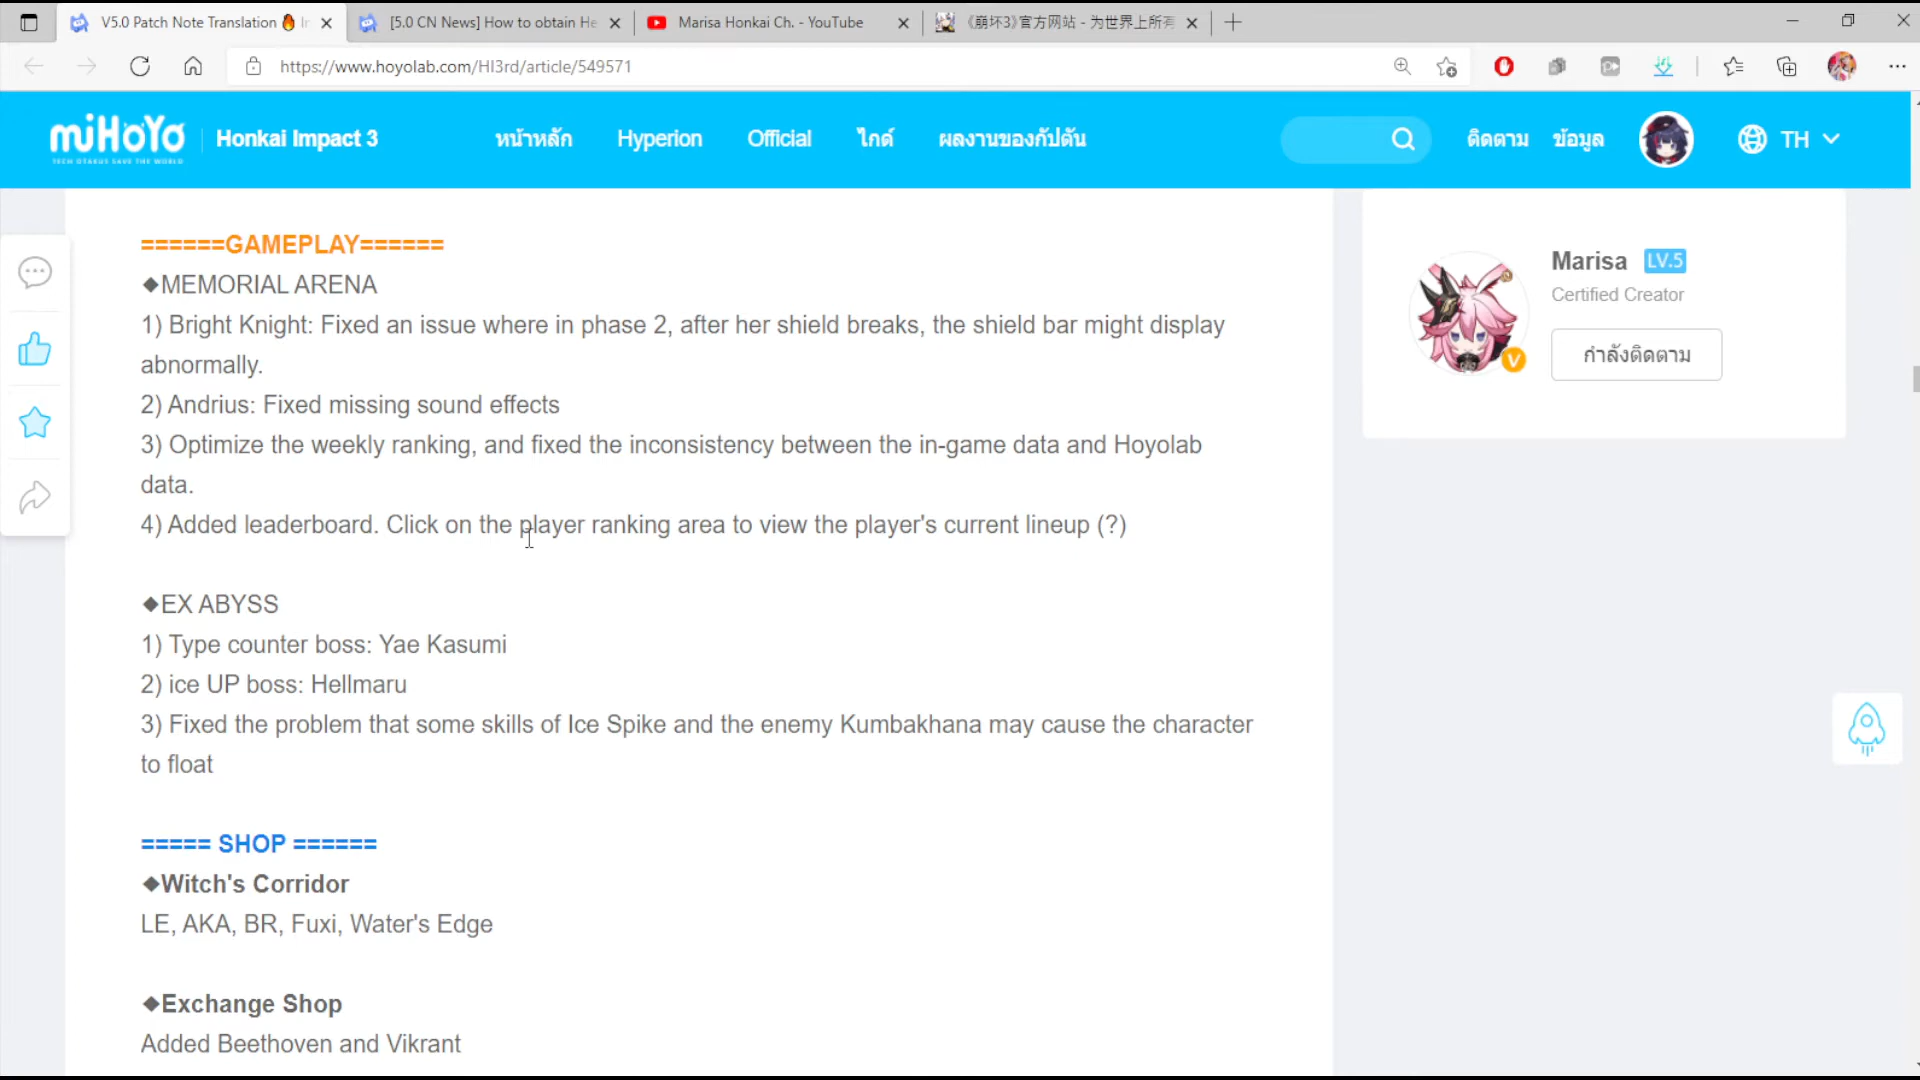 V5.0 Patch Note Translation 🔥 In
[5.0 CN News] How to obtain He
Marisa Honkai Ch. - YouTube
《崩坏3》官方网站 - 为世界上所有
https://www.hoyolab.com/HI3rd/article/549571
miHoYo
TECH OTAKUS SAVE THE WORLD
Honkai Impact 3
หน้าหลัก
Hyperion
Official
ไกด์
ผลงานของกัปตัน
ติดตาม
ข้อมูล
TH
======GAMEPLAY======
◆MEMORIAL ARENA
1) Bright Knight: Fixed an issue where in phase 2, after her shield breaks, the shield bar might display
abnormally.
2) Andrius: Fixed missing sound effects
3) Optimize the weekly ranking, and fixed the inconsistency between the in-game data and Hoyolab
data.
4) Added leaderboard. Click on the player ranking area to view the player's current lineup (?)
◆EX ABYSS
1) Type counter boss: Yae Kasumi
2) ice UP boss: Hellmaru
3) Fixed the problem that some skills of Ice Spike and the enemy Kumbakhana may cause the character
to float
===== SHOP ======
◆Witch's Corridor
LE, AKA, BR, Fuxi, Water's Edge
◆Exchange Shop
Added Beethoven and Vikrant
Marisa LV.5
Certified Creator
V
กำลังติดตาม